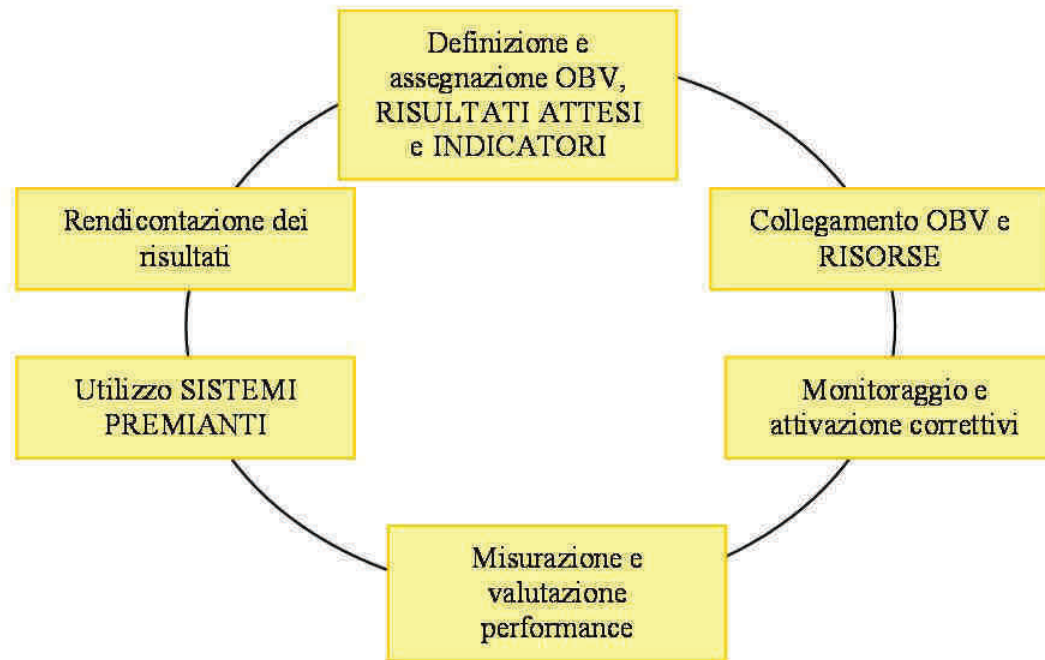 Definizione e
assegnazione OBV,
RISULTATI ATTESI
e INDICATORI
Collegamento OBV e
RISORSE
Monitoraggio e
attivazione correttivi
Misurazione e
valutazione
performance
Utilizzo SISTEMI
PREMIANTI
Rendicontazione dei
risultati